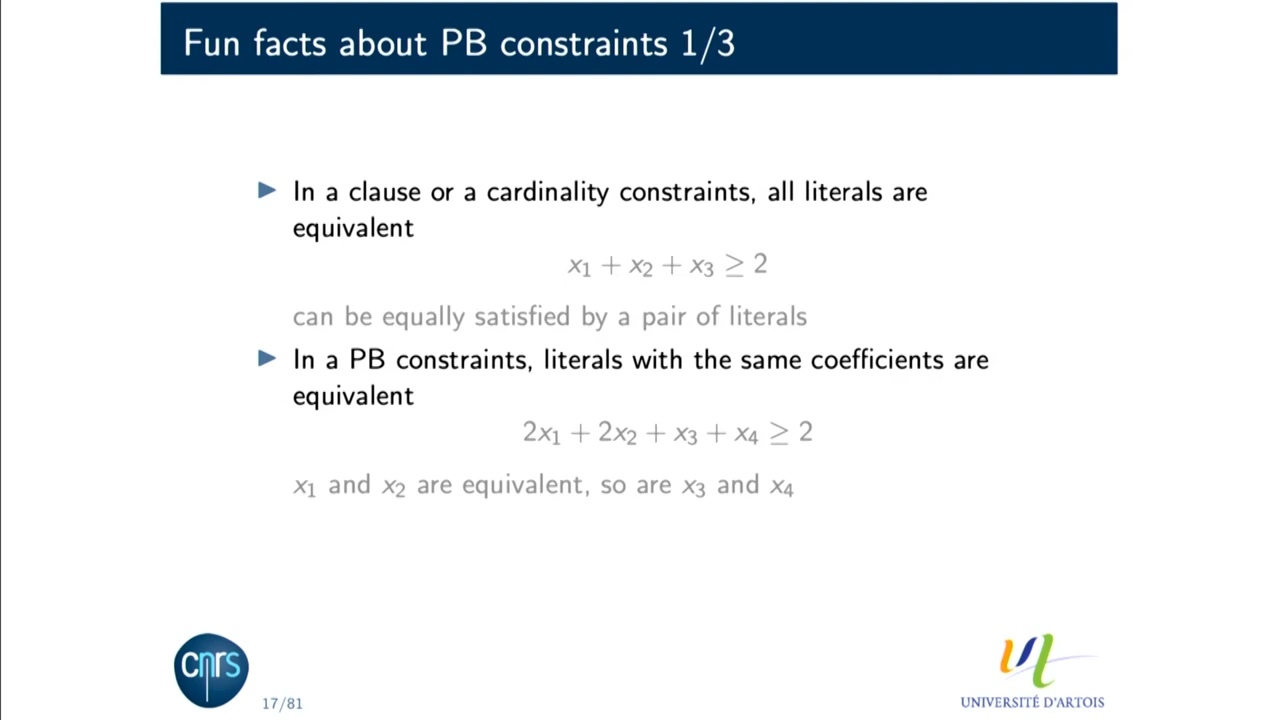 Fun facts about PB constraints 1/3
▶ In a clause or a cardinality constraints, all literals are
equivalent
x₁ + x₂ + x₃ ≥ 2
can be equally satisfied by a pair of literals
▶ In a PB constraints, literals with the same coefficients are
equivalent
2x₁ + 2x₂ + x₃ + x₄ ≥ 2
x₁ and x₂ are equivalent, so are x₃ and x₄
cnrs
17/81
UNIVERSITÉ D'ARTOIS